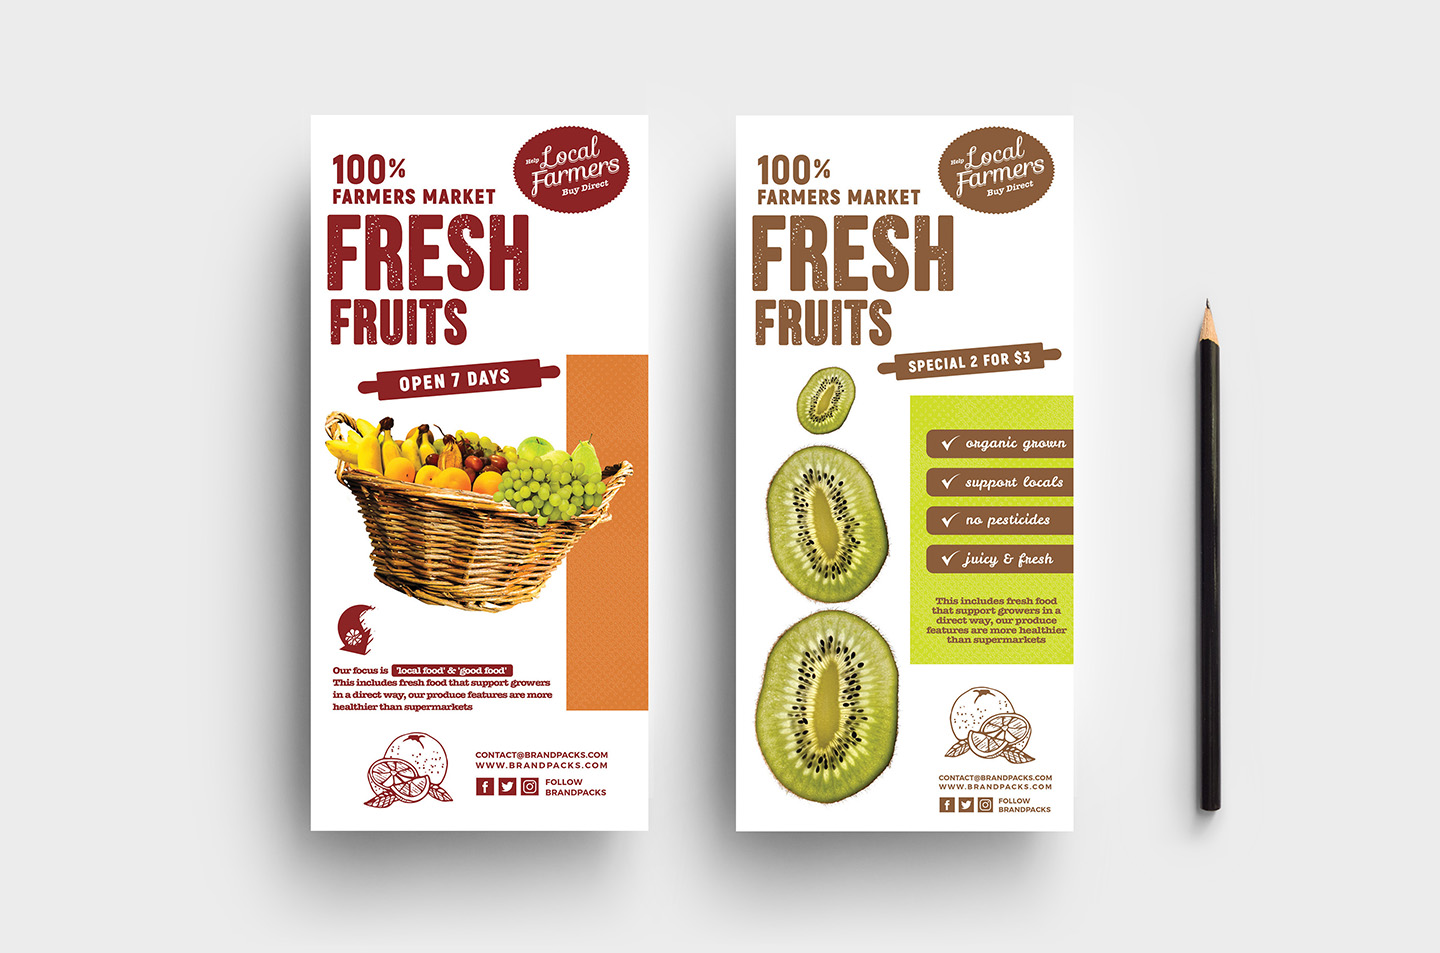 100%
FARMERS MARKET
FRESH
FRUITS
Help
Local
Farmers
Buy Direct
OPEN 7 DAYS
Our focus is 'local food' & 'good food'
This includes fresh food that support growers
in a direct way, our produce features are more
healthier than supermarkets
CONTACT@BRANDPACKS.COM
WWW.BRANDPACKS.COM
FOLLOW
BRANDPACKS
100%
FARMERS MARKET
FRESH
FRUITS
Help
Local
Farmers
Buy Direct
SPECIAL 2 FOR $3
organic grown
support locals
no pesticides
juicy & fresh
This includes fresh food
that support growers in a
direct way, our produce
features are more healthier
than supermarkets
CONTACT@BRANDPACKS.COM
WWW.BRANDPACKS.COM
FOLLOW
BRANDPACKS